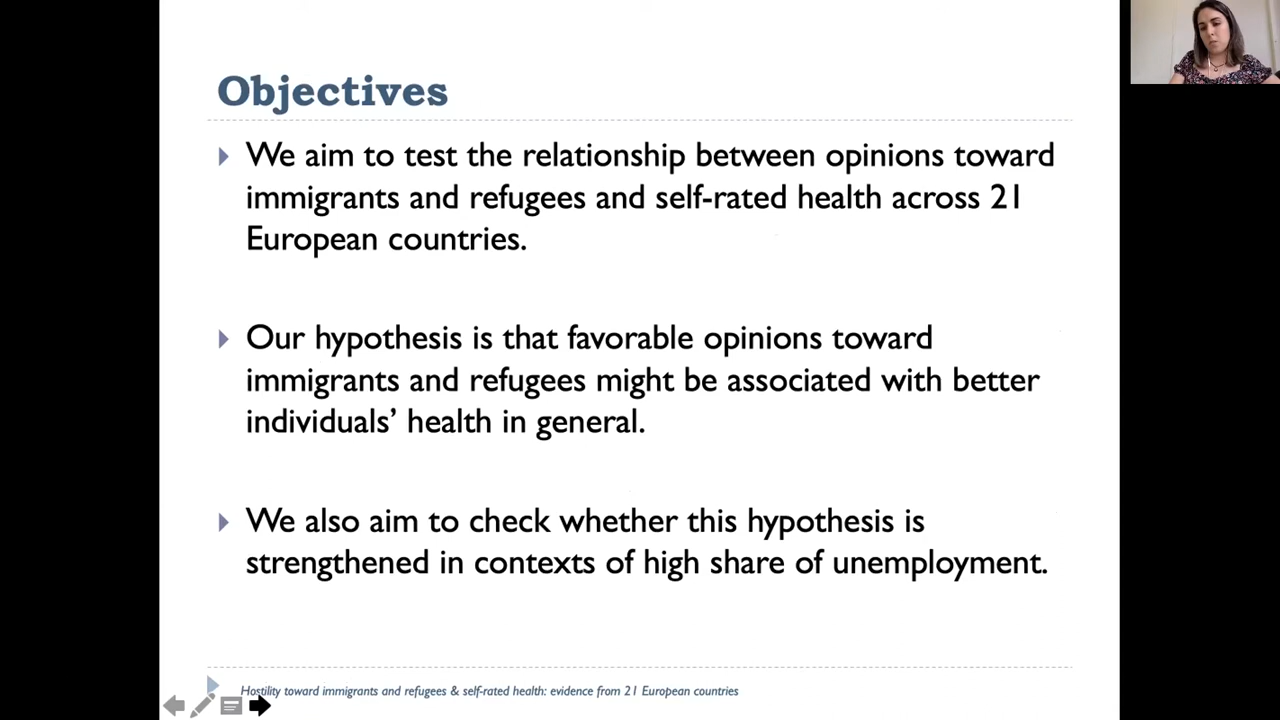 Objectives
We aim to test the relationship between opinions toward
immigrants and refugees and self-rated health across 21
European countries.
Our hypothesis is that favorable opinions toward
immigrants and refugees might be associated with better
individuals’ health in general.
We also aim to check whether this hypothesis is
strengthened in contexts of high share of unemployment.
Hostility toward immigrants and refugees & self-rated health: evidence from 21 European countries